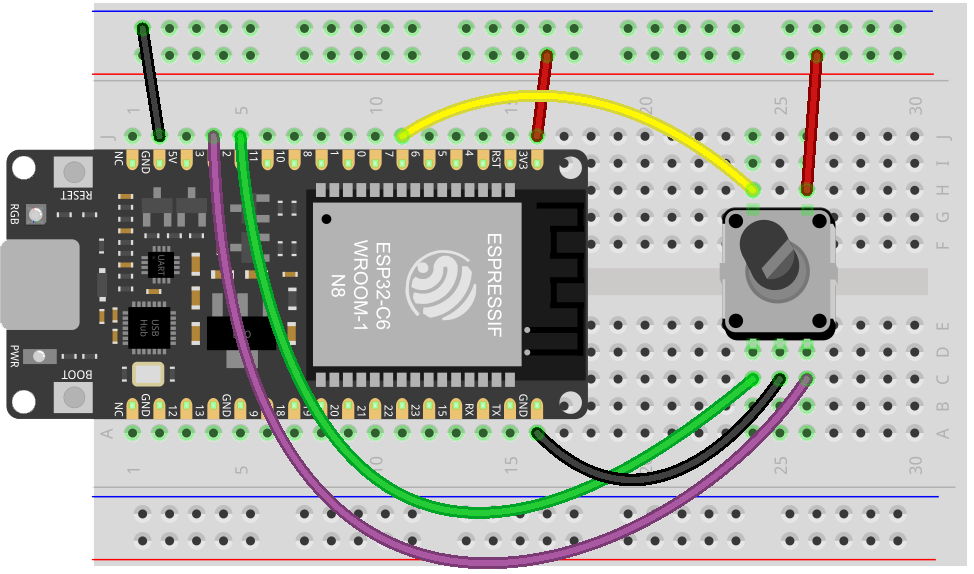 1 5 10 20 25 30
J J
NC GND 5V 3 2 11 10 8 1 0 7 6 5 4 RST 3V3
I
RESET
H
RGB
G
F
UART
ESPRESSIF
ESP32-C6
WROOM-1
N8
USB
Hub
E
PWR
D
BOOT
C
NC GND 12 13 GND 9 18 19 20 21 22 23 15 RX TX GND
B
A A
1 5 15 20 25 30